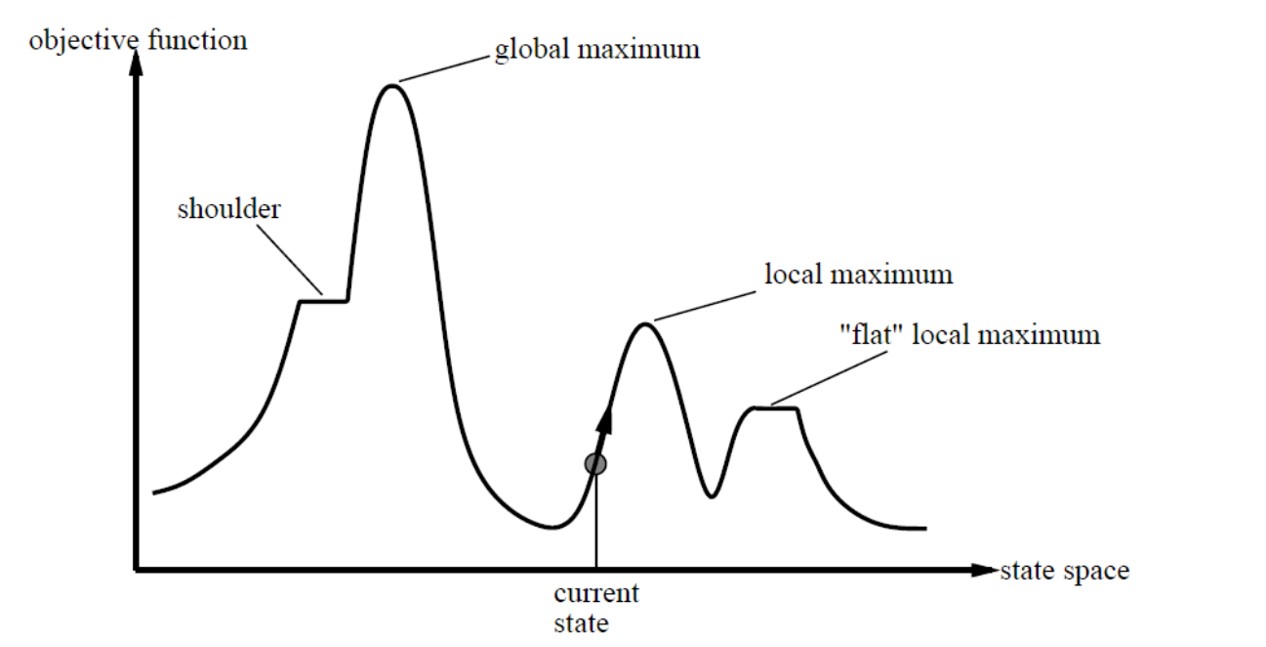 objective function
global maximum
shoulder
local maximum
"flat" local maximum
state space
current
state